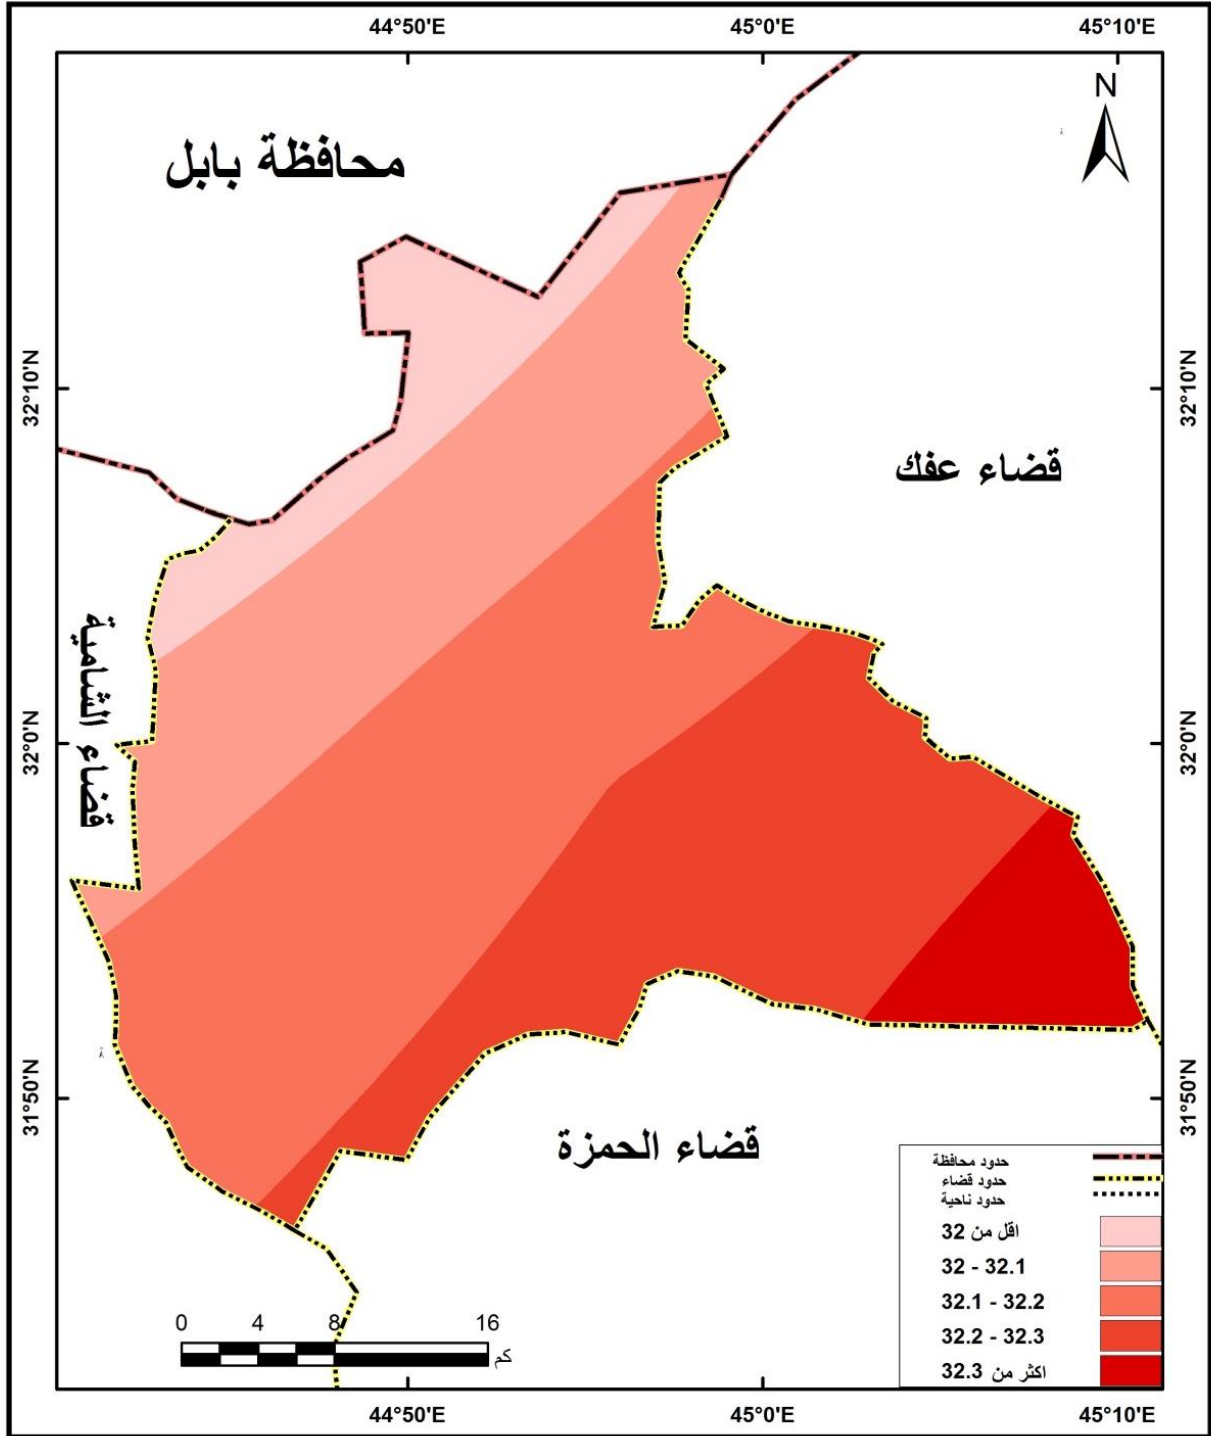 44°50'E
45°0'E
45°10'E
N
محافظة بابل
32°10'N
32°10'N
قضاء عفك
قضاء الشامية
32°0'N
32°0'N
31°50'N
31°50'N
قضاء الحمزة
حدود محافظة
حدود قضاء
حدود ناحية
اقل من 32
32 - 32.1
32.1 - 32.2
32.2 - 32.3
اكثر من 32.3
0 4 8 16
كم
44°50'E
45°0'E
45°10'E